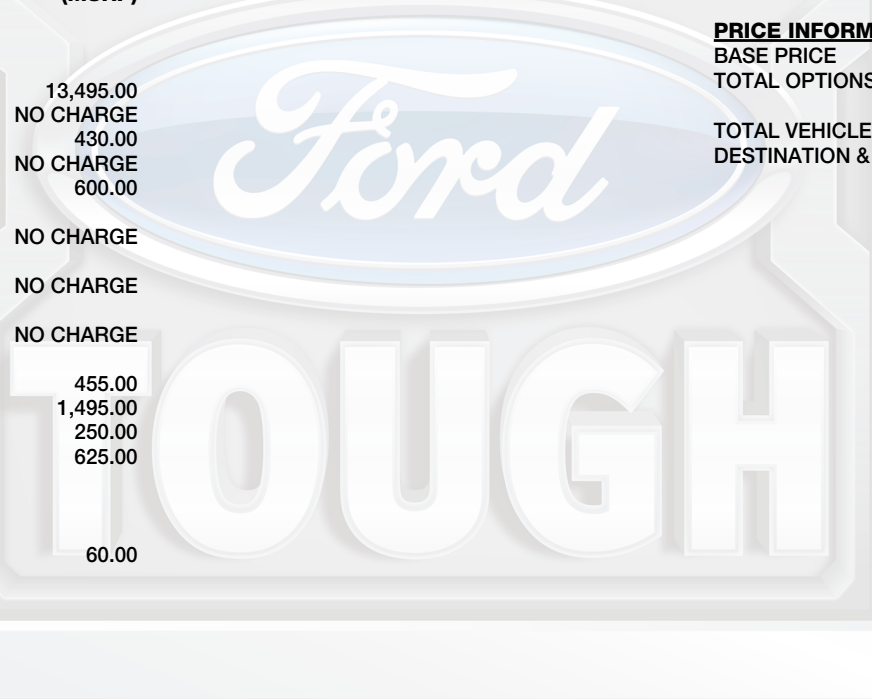 PRICE INFORM
BASE PRICE
TOTAL OPTIONS
TOTAL VEHICLE
DESTINATION &
13,495.00
NO CHARGE
430.00
NO CHARGE
600.00
NO CHARGE
NO CHARGE
NO CHARGE
455.00
1,495.00
250.00
625.00
60.00
Ford
TOUGH